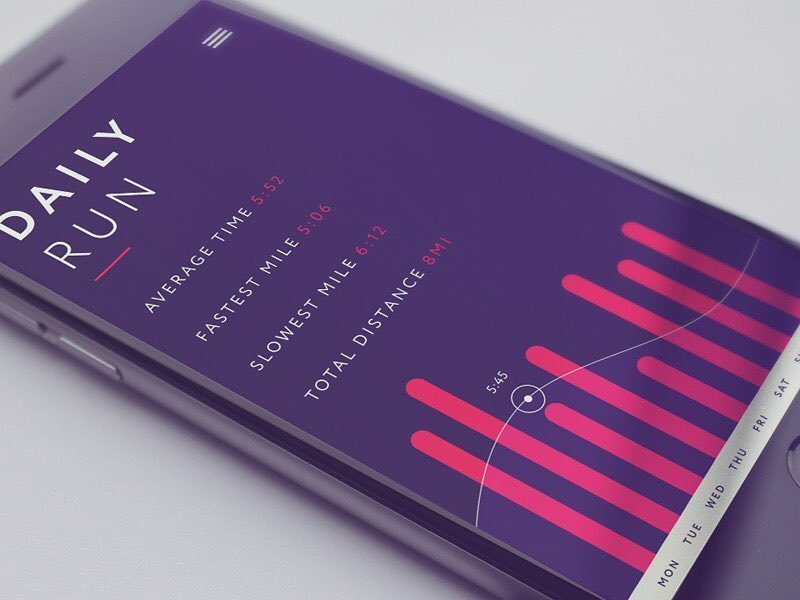 DAILY
RUN
AVERAGE TIME 5:52
FASTEST MILE 5:06
SLOWEST MILE 6:12
TOTAL DISTANCE 8MI
5:45
MON TUE WED THU FRI SAT